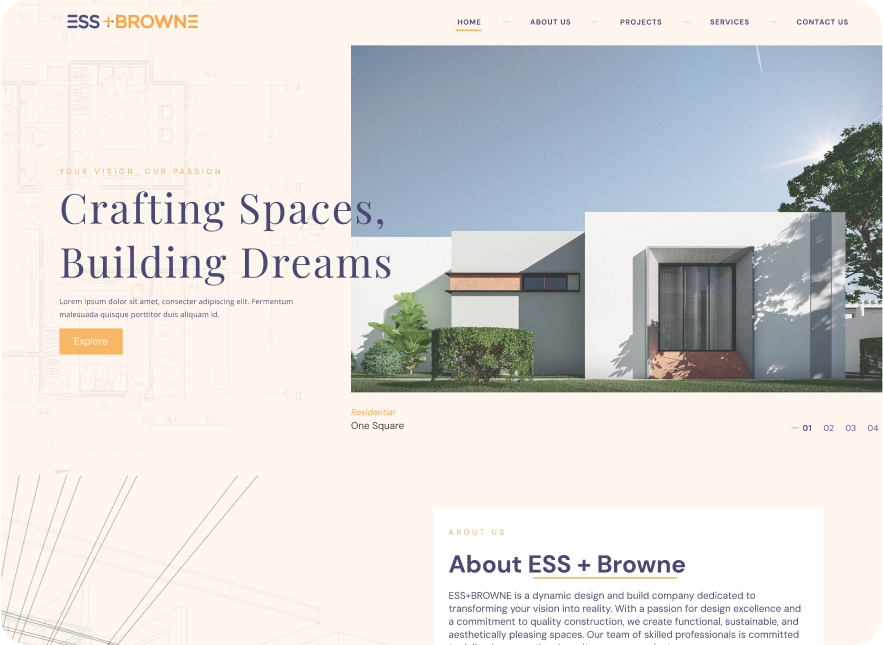 ESS+BROWNE
HOME — ABOUT US — PROJECTS — SERVICES — CONTACT US
YOUR VISION, OUR PASSION
Crafting Spaces,
Building Dreams
Lorem ipsum dolor sit amet, consecter adipiscing elit. Fermentum
malesuada quisque porttitor duis aliquam id.
Explore
Residential
One Square
— 01 02 03 04
ABOUT US
About ESS + Browne
ESS+BROWNE is a dynamic design and build company dedicated to
transforming your vision into reality. With a passion for design excellence and
a commitment to quality construction, we create functional, sustainable, and
aesthetically pleasing spaces. Our team of skilled professionals is committed